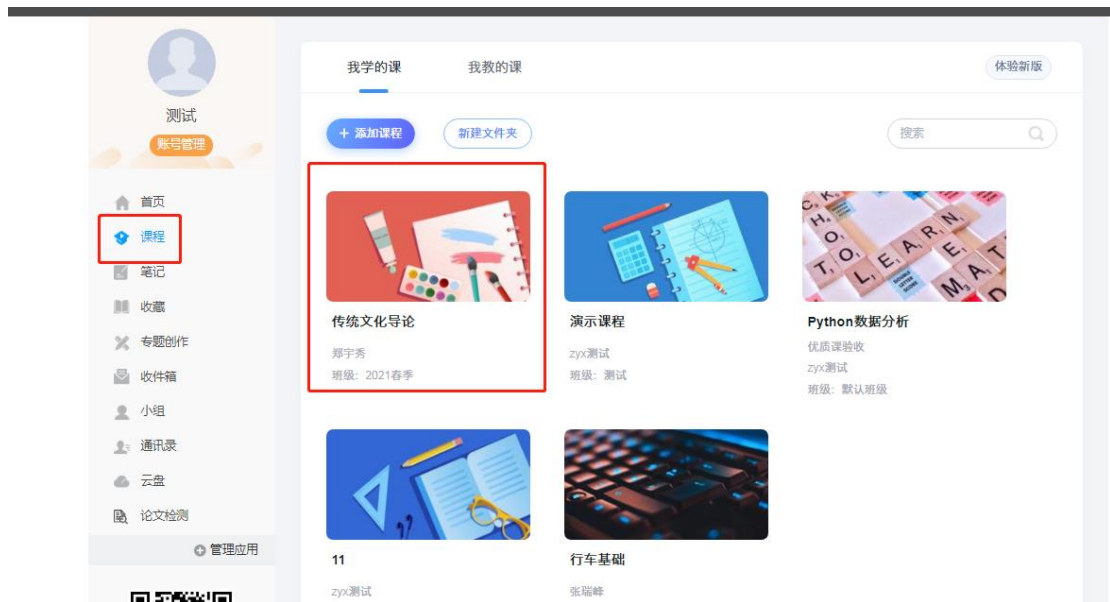 测试
账号管理
首页
课程
笔记
收藏
专题创作
收件箱
小组
通讯录
云盘
论文检测
管理应用
我学的课 我教的课 体验新版
+ 添加课程 新建文件夹 搜索
传统文化导论
郑宇秀
班级：2021春季
演示课程
zyx测试
班级：测试
Python数据分析
优质课验收
zyx测试
班级：默认班级
11
zyx测试
行车基础
张瑞峰